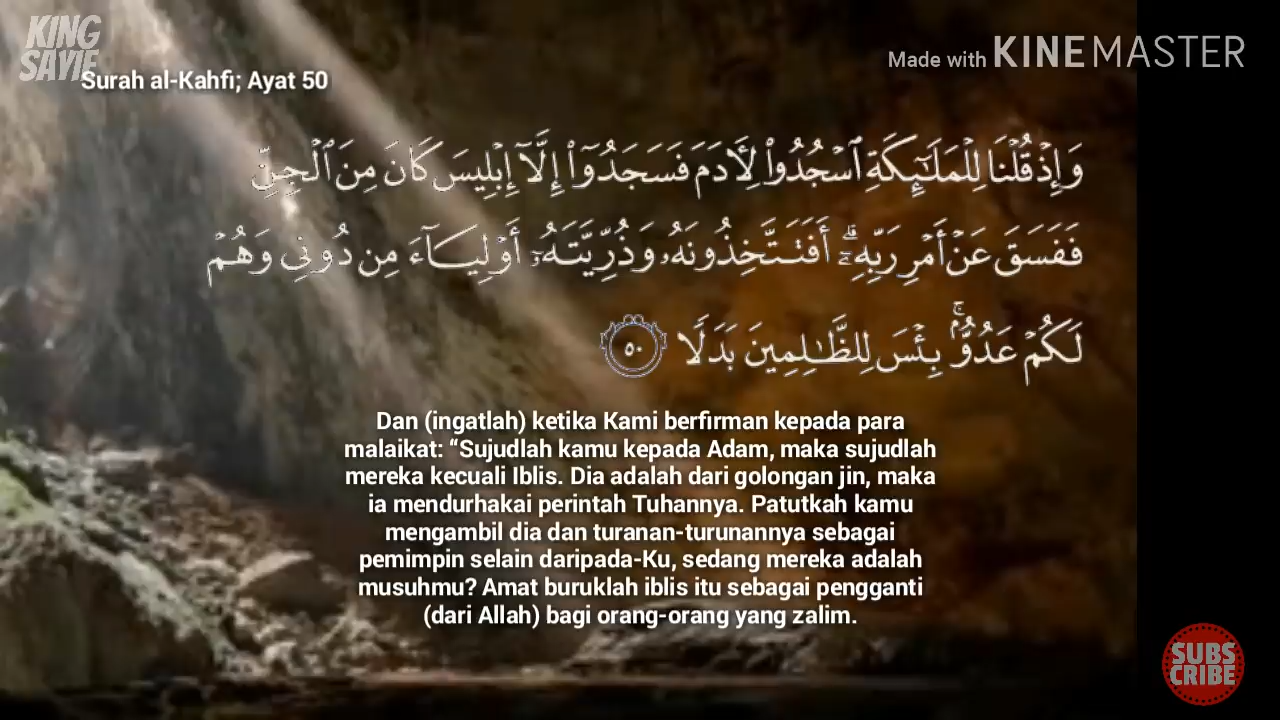 KING
SAYIE
Surah al-Kahfi; Ayat 50
Made with KINEMASTER
وَإِذۡ قُلۡنَا لِلۡمَلَـٰٓئِكَةِ ٱسۡجُدُوا۟ لِأَدَمَ فَسَجَدُوٓا۟ إِلَّآ إِبۡلِيسَ كَانَ مِنَ ٱلۡجِنِّ
فَفَسَقَ عَنۡ أَمۡرِ رَبِّهِۦٓۗ أَفَتَتَّخِذُونَهُۥ وَذُرِّيَّتَهُۥٓ أَوۡلِيَآءَ مِن دُونِى وَهُمۡ
لَكُمۡ عَدُوُّۢۚ بِئۡسَ لِلظَّـٰلِمِينَ بَدَلًا ٥٠
Dan (ingatlah) ketika Kami berfirman kepada para
malaikat: “Sujudlah kamu kepada Adam, maka sujudlah
mereka kecuali Iblis. Dia adalah dari golongan jin, maka
ia mendurhakai perintah Tuhannya. Patutkah kamu
mengambil dia dan turanan-turunannya sebagai
pemimpin selain daripada-Ku, sedang mereka adalah
musuhmu? Amat buruklah iblis itu sebagai pengganti
(dari Allah) bagi orang-orang yang zalim.
SUBS
CRIBE